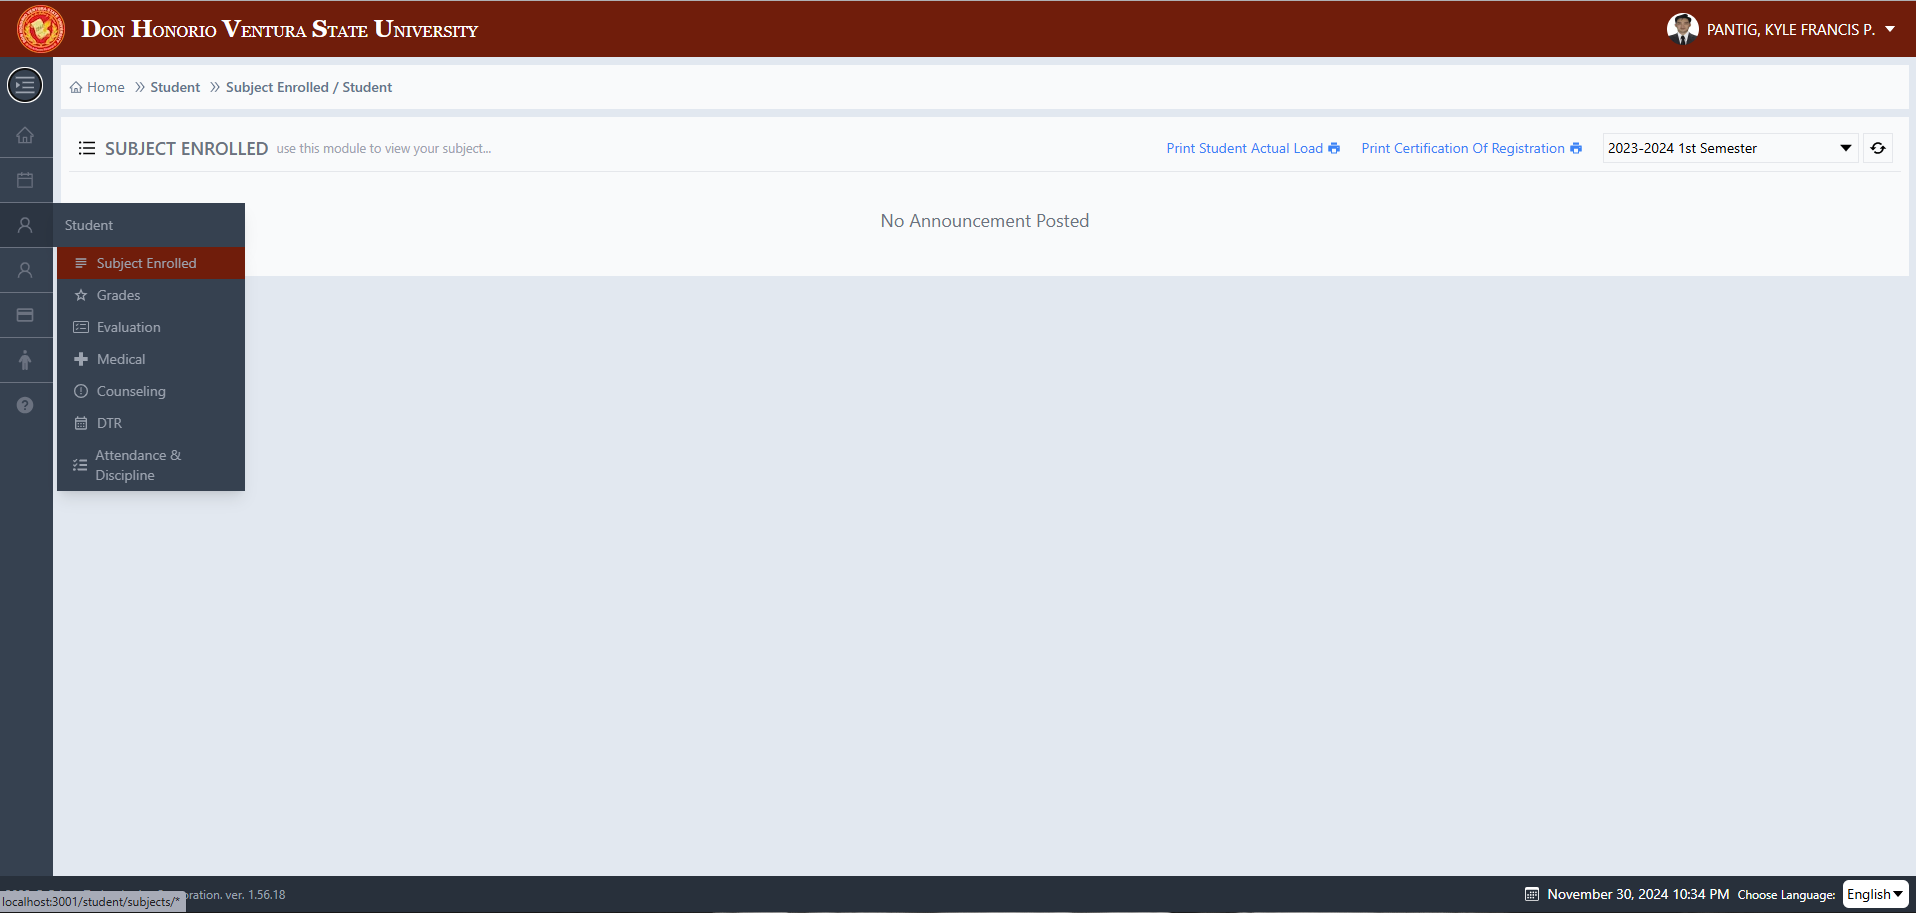 DON HONORIO VENTURA STATE UNIVERSITY
PANTIG, KYLE FRANCIS P.
Home » Student » Subject Enrolled / Student
SUBJECT ENROLLED use this module to view your subject...
Print Student Actual Load
Print Certification Of Registration
2023-2024 1st Semester
No Announcement Posted
Student
Subject Enrolled
Grades
Evaluation
Medical
Counseling
DTR
Attendance &
Discipline
ver. 1.56.18
localhost:3001/student/subjects/*
November 30, 2024 10:34 PM Choose Language: English